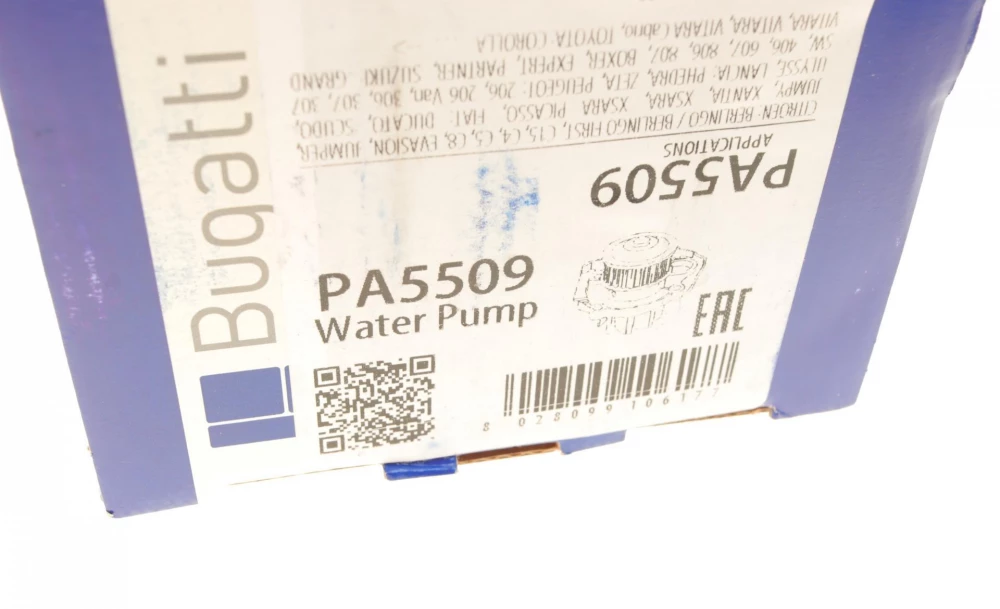 Bugatti
PA5509
Water Pump
EAC
8 028099 106177
PA5509
APPLICATIONS
CITROËN: BERLINGO / BERLINGO FIRST, C15, C4, C5, C8, EVASION, JUMPER,
JUMPY, XANTIA, XSARA, XSARA PICASSO, FIAT: DUCATO, SCUDO,
ULYSSE, LANCIA: PHEDRA, ZETA, PEUGEOT: 206, 206 Van, 306, 307, 307
SW, 406, 607, 806, 807, BOXER, EXPERT, PARTNER, SUZUKI: GRAND
VITARA, VITARA, VITARA Cabrio, TOYOTA: COROLLA